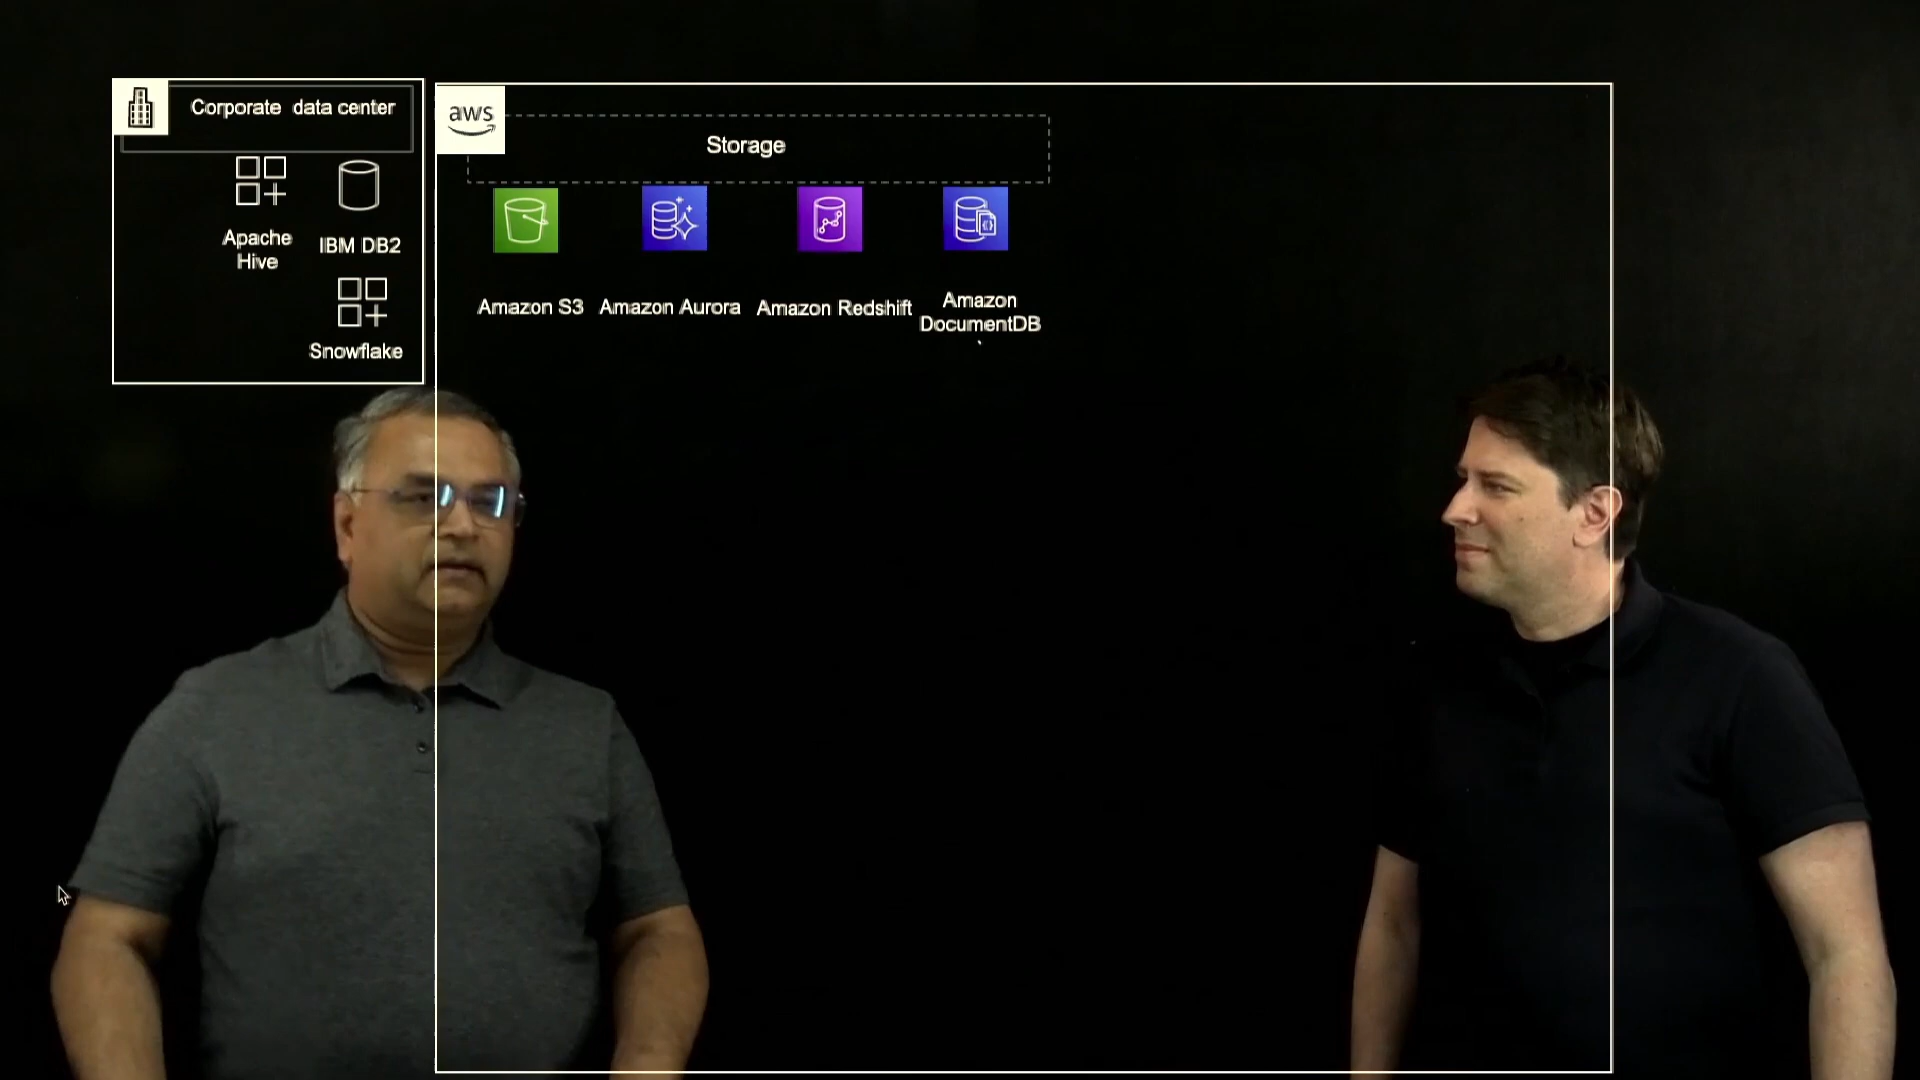 Corporate data center
Apache
Hive
IBM DB2
Snowflake
aws
Storage
Amazon S3
Amazon Aurora
Amazon Redshift
Amazon
DocumentDB